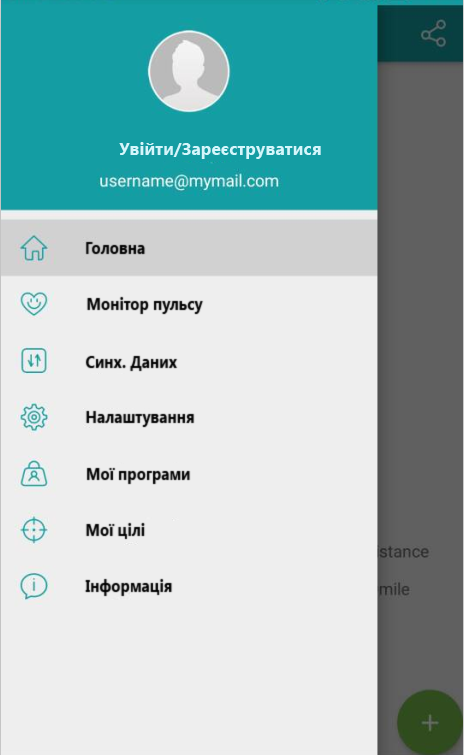 Увійти/Зареєструватися
username@mymail.com
Головна
Монітор пульсу
Синх. Даних
Налаштування
Мої програми
Мої цілі
Інформація
istance
mile